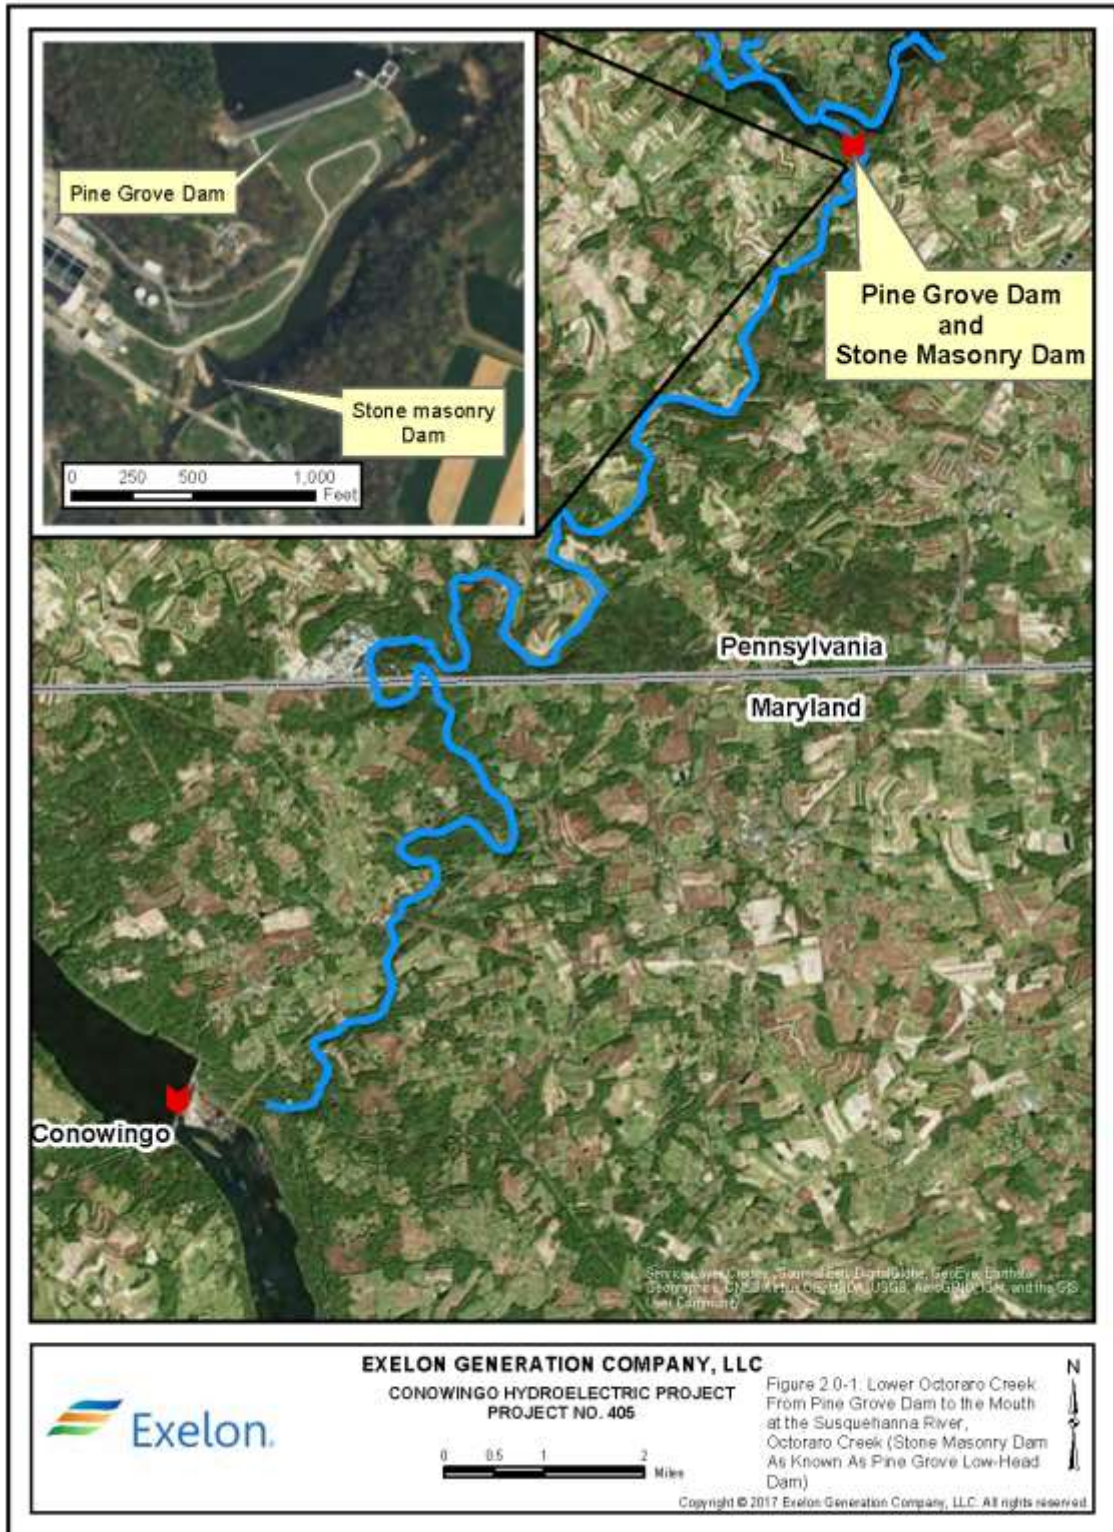 Pine Grove Dam
Stone masonry
Dam
0 250 500 1,000
Feet
Pine Grove Dam
and
Stone Masonry Dam
Pennsylvania
Maryland
Conowingo
User Community
EXELON GENERATION COMPANY, LLC
CONOWINGO HYDROELECTRIC PROJECT
PROJECT NO. 405
0 0.5 1 2
Miles
Exelon.
Figure 2.0-1: Lower Octoraro Creek
From Pine Grove Dam to the Mouth
at the Susquehanna River,
Octoraro Creek (Stone Masonry Dam
As Known As Pine Grove Low-Head
Dam)
N
Copyright © 2017 Exelon Generation Company, LLC. All rights reserved.